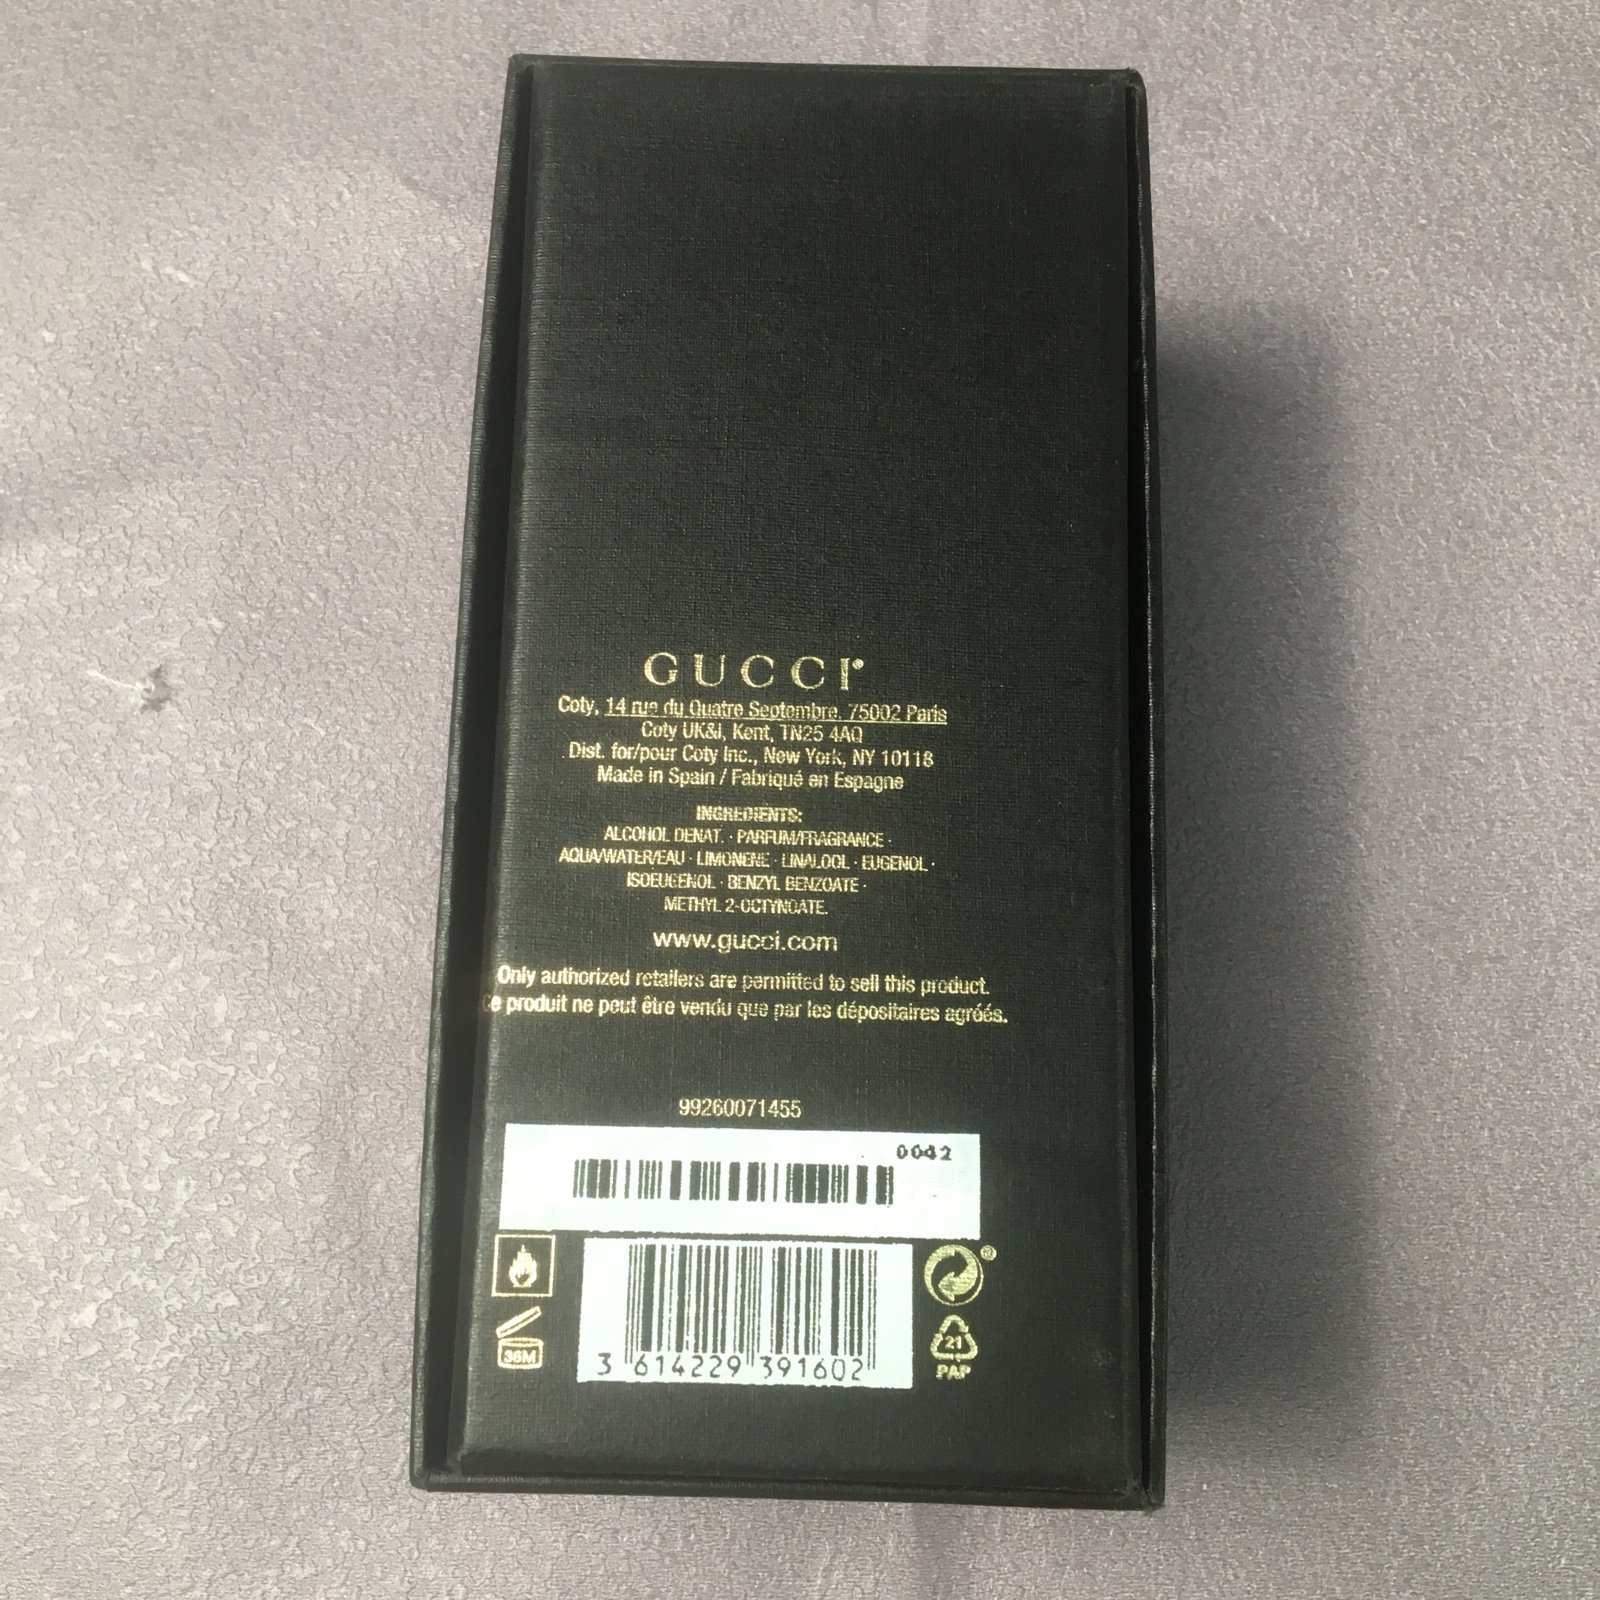 GUCCI®
Coty, 14 rue du Quatre Septembre, 75002 Paris
Coty UK&I, Kent, TN25 4AQ
Dist. for/pour Coty Inc., New York, NY 10118
Made in Spain / Fabriqué en Espagne
INGREDIENTS:
ALCOHOL DENAT. · PARFUM/FRAGRANCE ·
AQUA/WATER/EAU · LIMONENE · LINALOOL · EUGENOL ·
ISOEUGENOL · BENZYL BENZOATE ·
METHYL 2-OCTYNOATE.
www.gucci.com
Only authorized retailers are permitted to sell this product.
Ce produit ne peut être vendu que par les dépositaires agréés.
99260071455
0042
36M
3 614229 391602
®
21
PAP